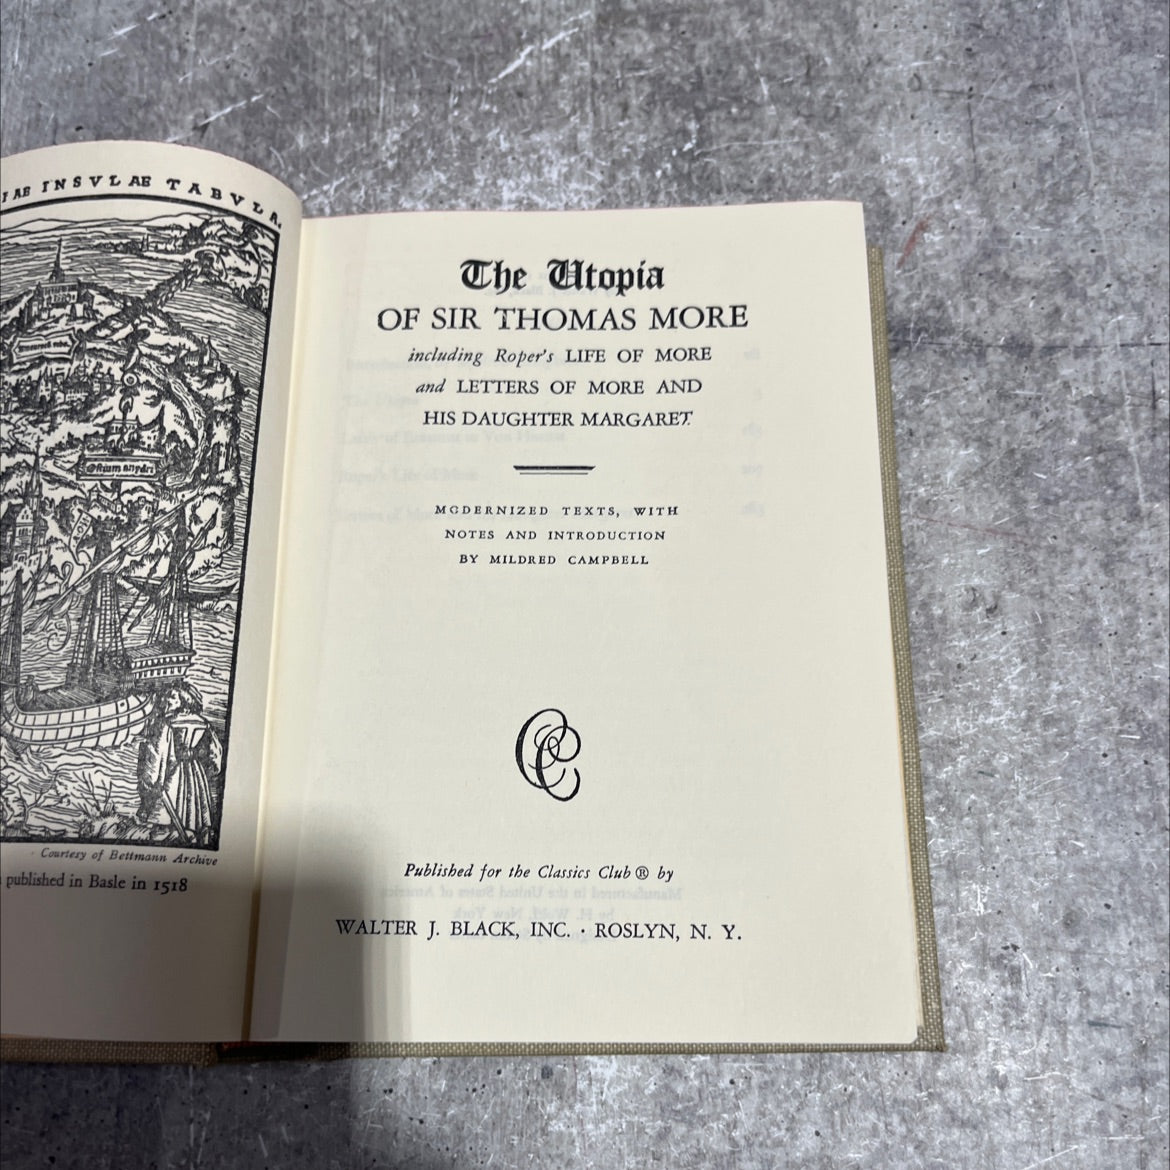 INSVLAE TABVLA.
Ostium anydri
Courtesy of Bettmann Archive
published in Basle in 1518
The Utopia
OF SIR THOMAS MORE
including Roper's LIFE OF MORE
and LETTERS OF MORE AND
HIS DAUGHTER MARGARET
MODERNIZED TEXTS, WITH
NOTES AND INTRODUCTION
BY MILDRED CAMPBELL
CC
Published for the Classics Club ® by
WALTER J. BLACK, INC. · ROSLYN, N. Y.